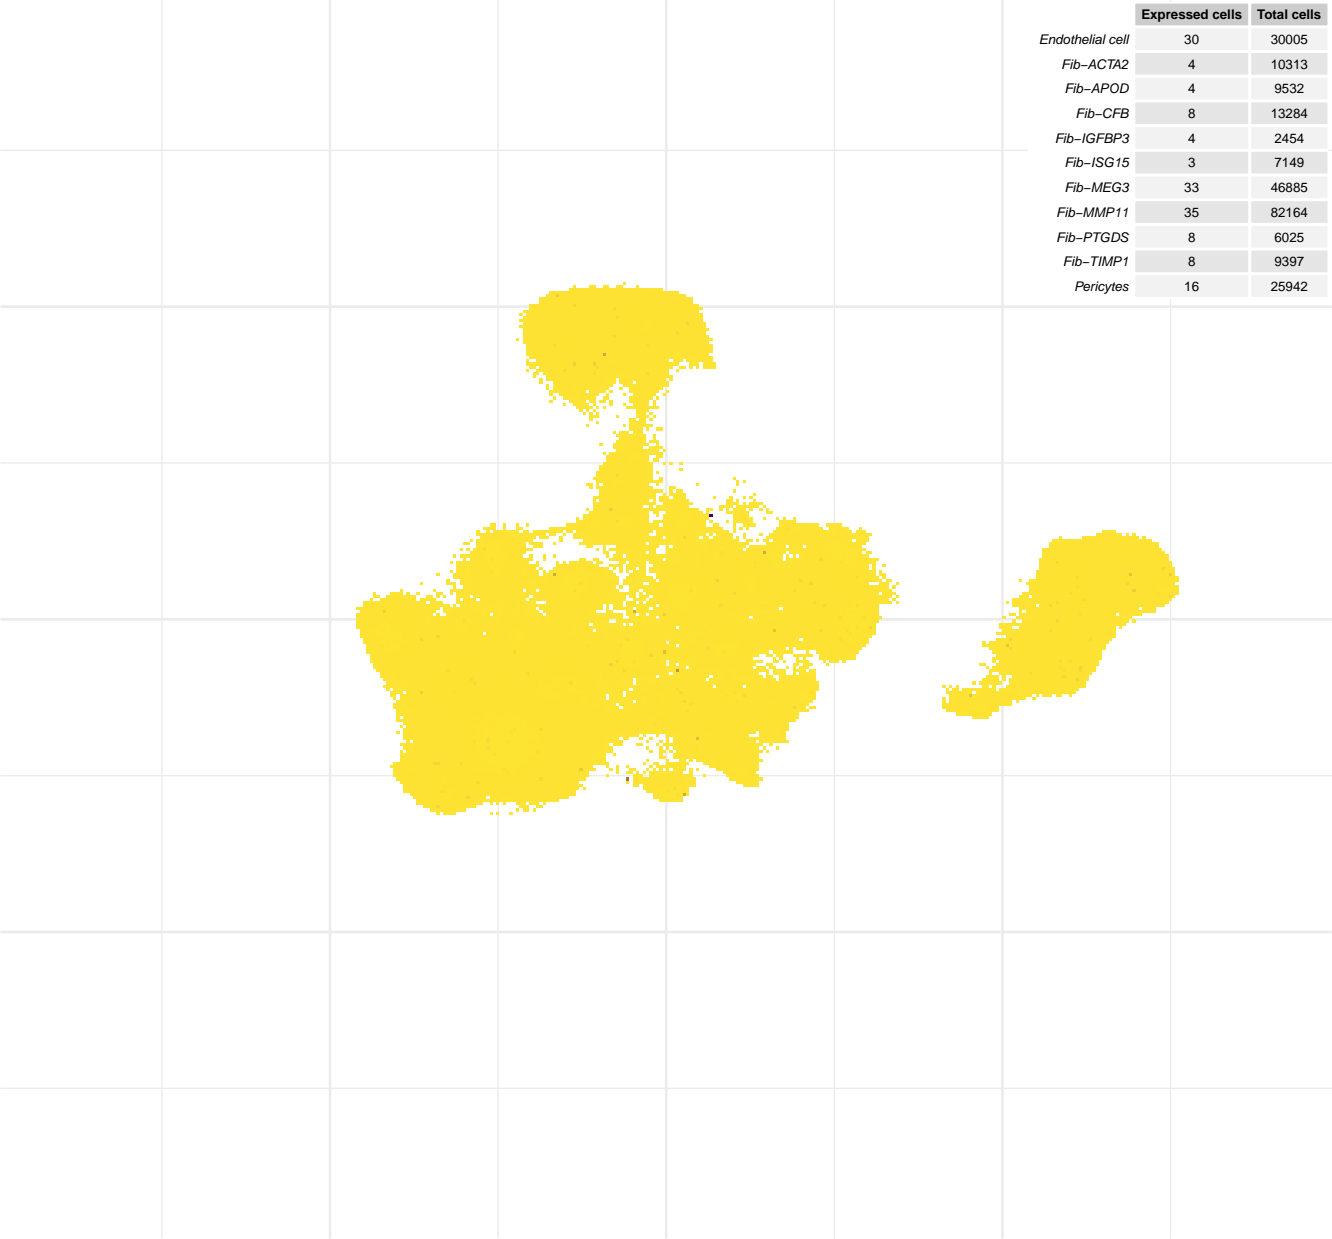 Expressed cells Total cells
Endothelial cell 30 30005
Fib−ACTA2 4 10313
Fib−APOD 4 9532
Fib−CFB 8 13284
Fib−IGFBP3 4 2454
Fib−ISG15 3 7149
Fib−MEG3 33 46885
Fib−MMP11 35 82164
Fib−PTGDS 8 6025
Fib−TIMP1 8 9397
Pericytes 16 25942